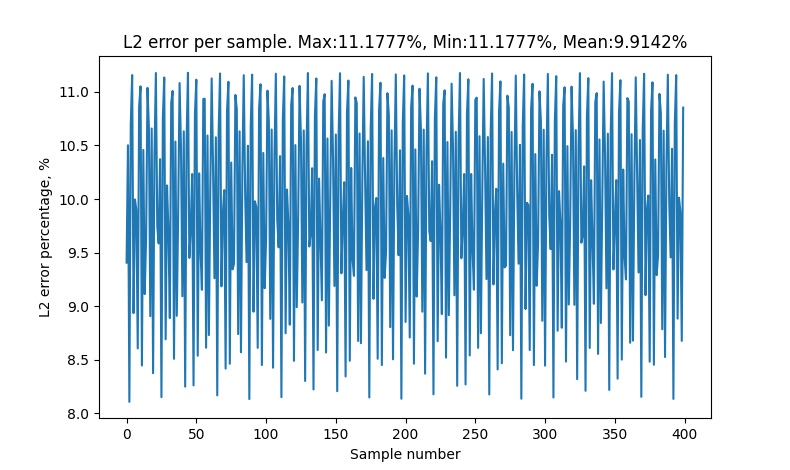 L2 error per sample. Max:11.1777%, Min:11.1777%, Mean:9.9142%
11.0
10.5
10.0
9.5
9.0
8.5
8.0
L2 error percentage, %
0 50 100 150 200 250 300 350 400
Sample number